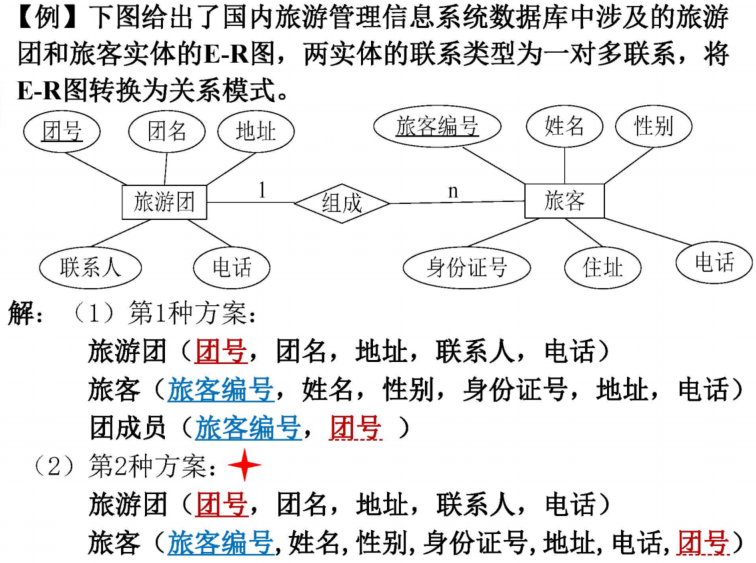 【例】下图给出了国内旅游管理信息系统数据库中涉及的旅游
团和旅客实体的E-R图，两实体的联系类型为一对多联系，将
E-R图转换为关系模式。
团号 团名 地址 旅客编号 姓名 性别
旅游团 1 组成 n 旅客
联系人 电话 身份证号 住址 电话
解：（1）第1种方案：
旅游团（团号，团名，地址，联系人，电话）
旅客（旅客编号，姓名，性别，身份证号，地址，电话）
团成员（旅客编号，团号 ）
（2）第2种方案：
旅游团（团号，团名，地址，联系人，电话）
旅客（旅客编号,姓名,性别,身份证号,地址,电话,团号）